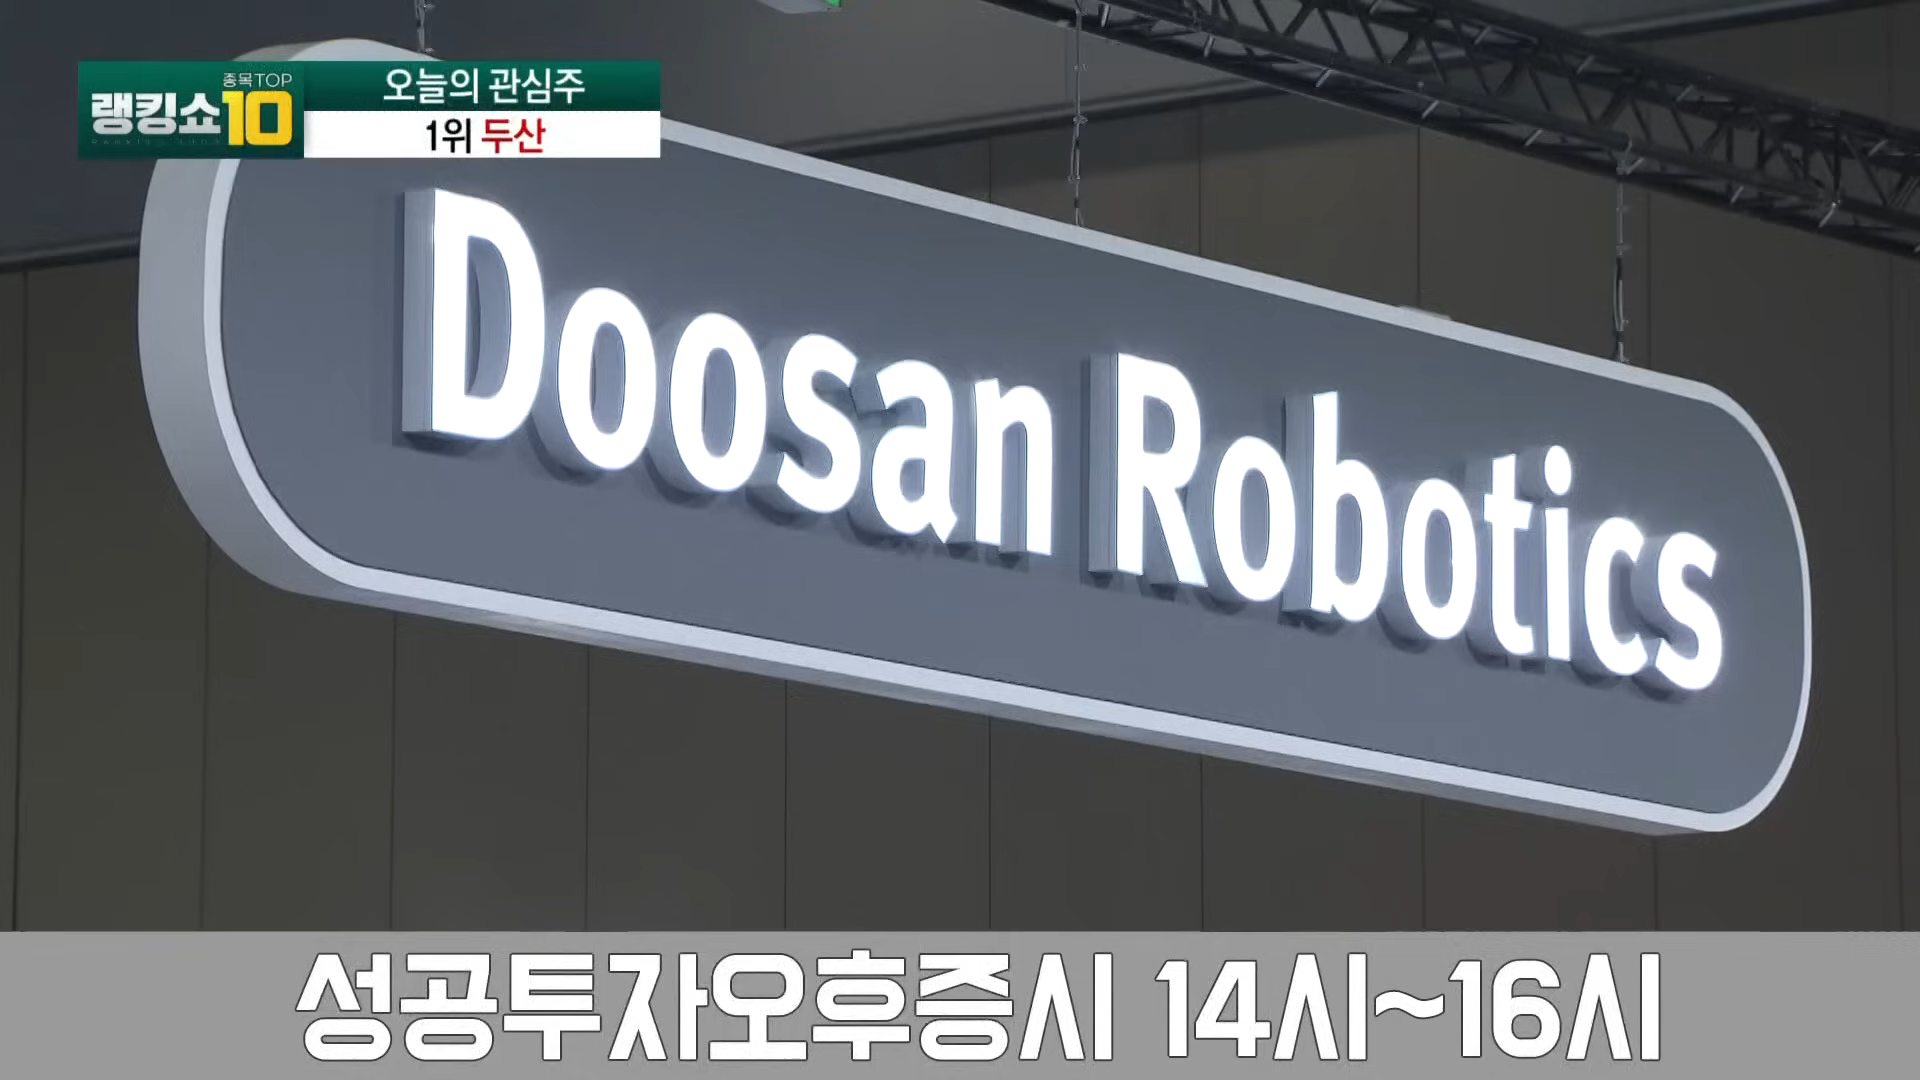 종목TOP
랭킹쇼10
오늘의 관심주
1위 두산
Doosan Robotics
성공투자오후증시 14시~16시